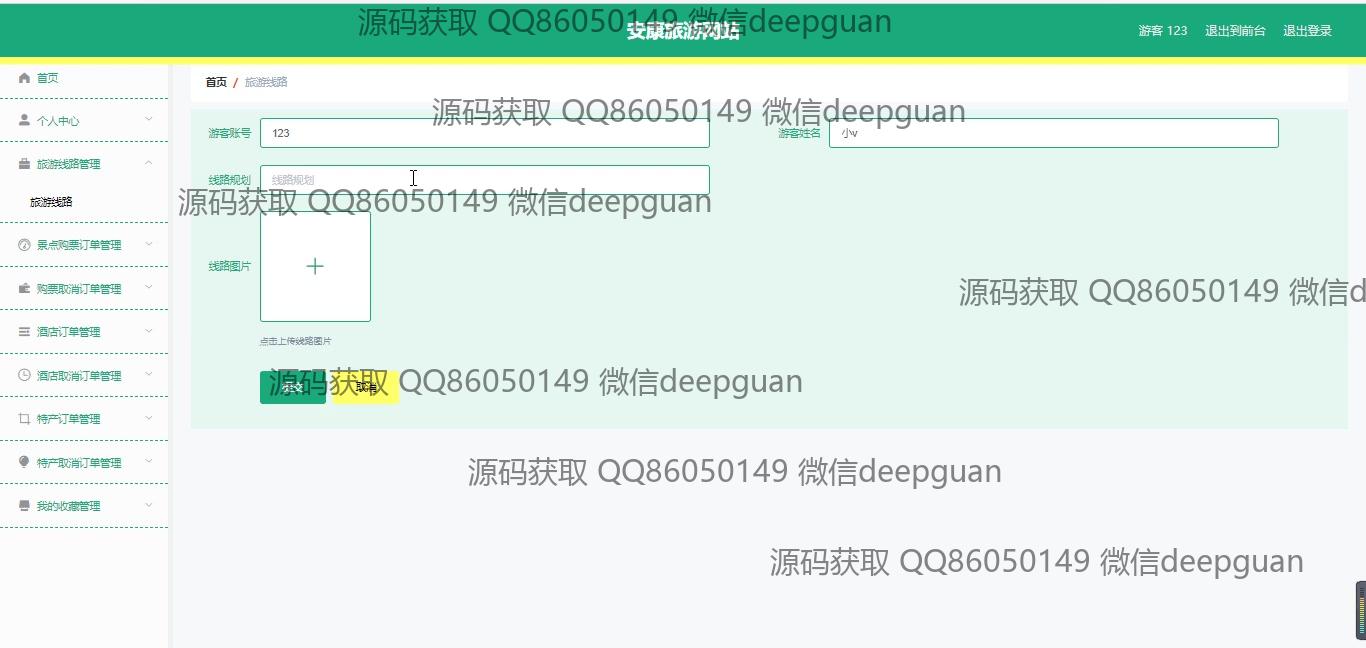 源码获取 QQ86050149 微信deepguan
安康旅游网站
游客 123 退出到前台 退出登录
首页
首页 / 旅游线路
个人中心
源码获取 QQ86050149 微信deepguan
游客账号 123
游客姓名 小v
旅游线路管理
线路规划 线路规划
旅游线路
源码获取 QQ86050149 微信deepguan
景点购票订单管理
线路图片
购票取消订单管理
源码获取 QQ86050149 微信d
酒店订单管理
点击上传线路图片
酒店取消订单管理
提交 取消
源码获取 QQ86050149 微信deepguan
特产订单管理
特产取消订单管理
源码获取 QQ86050149 微信deepguan
我的收藏管理
源码获取 QQ86050149 微信deepguan